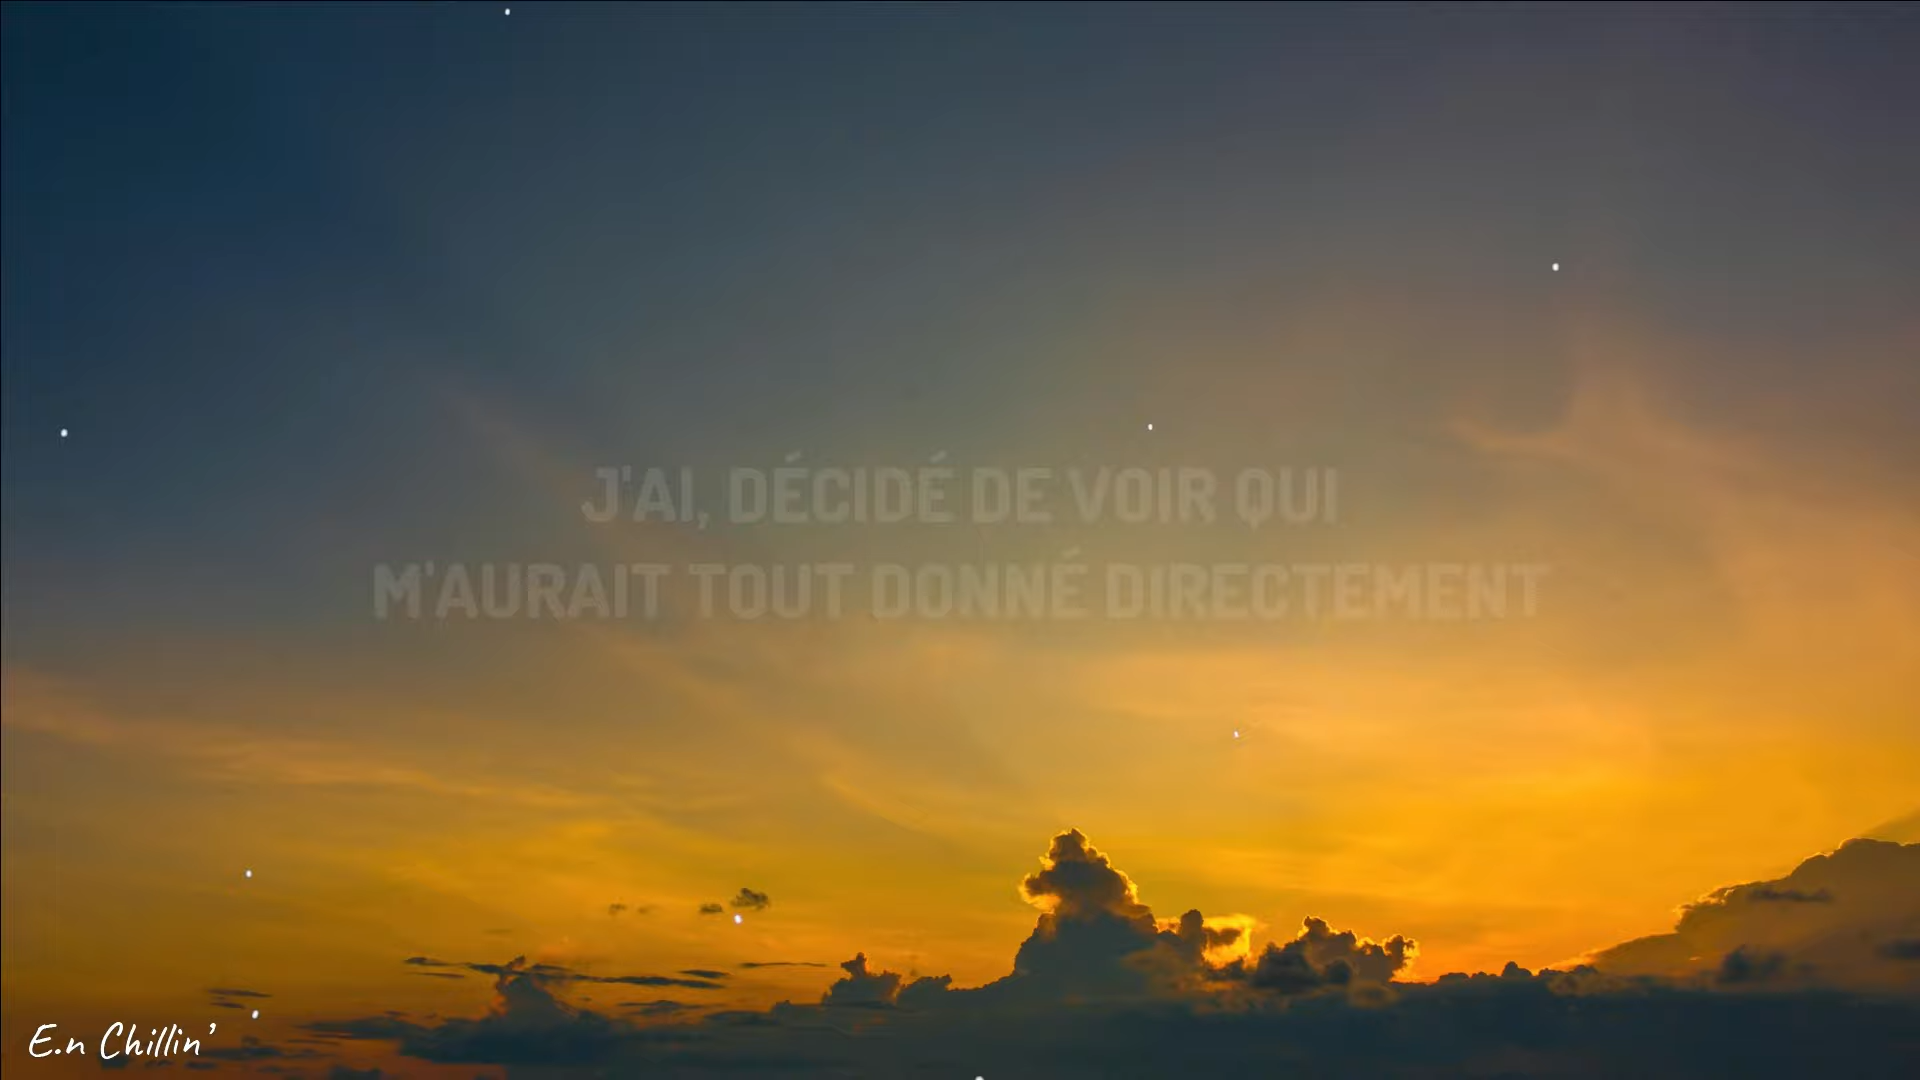 J'AI, DÉCIDÉ DE VOIR QUI
M'AURAIT TOUT DONNÉ DIRECTEMENT
E.n Chillin'